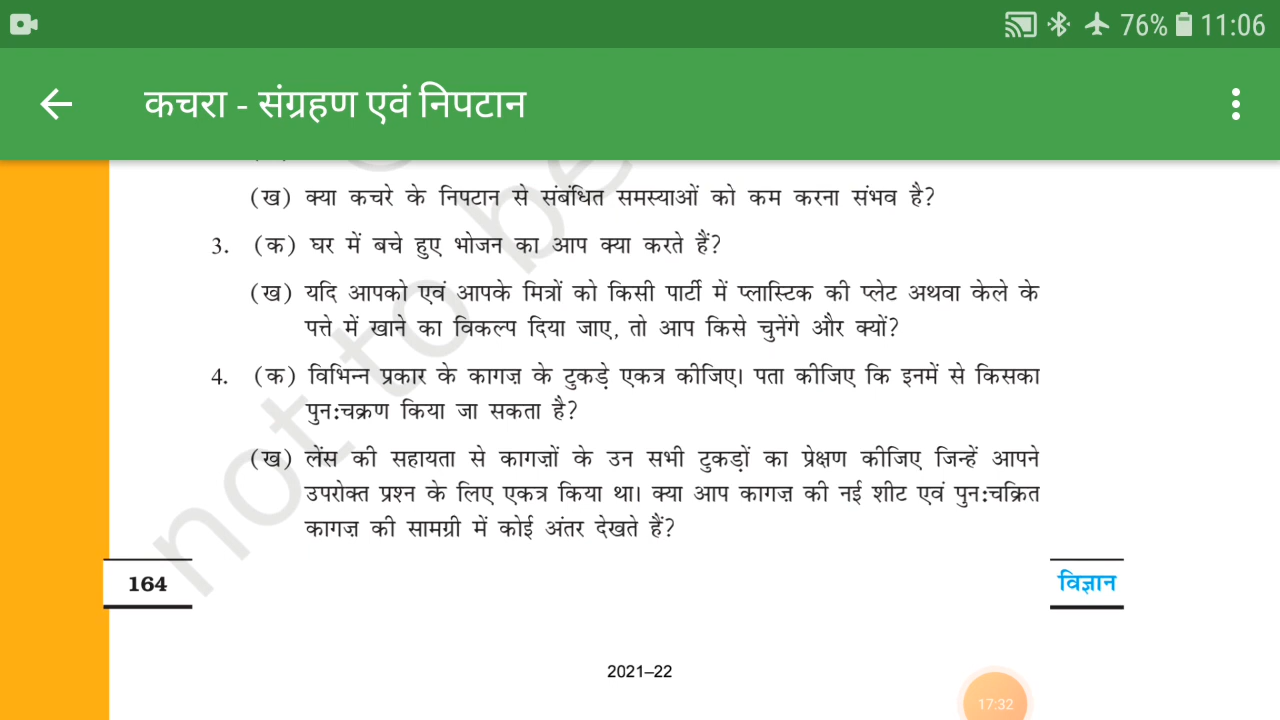 76% 11:06
कचरा - संग्रहण एवं निपटान
(ख) क्या कचरे के निपटान से संबंधित समस्याओं को कम करना संभव है?
3. (क) घर में बचे हुए भोजन का आप क्या करते हैं?
(ख) यदि आपको एवं आपके मित्रों को किसी पार्टी में प्लास्टिक की प्लेट अथवा केले के
पत्ते में खाने का विकल्प दिया जाए, तो आप किसे चुनेंगे और क्यों?
4. (क) विभिन्न प्रकार के कागज़ के टुकड़े एकत्र कीजिए। पता कीजिए कि इनमें से किसका
पुन:चक्रण किया जा सकता है?
(ख) लेंस की सहायता से कागज़ों के उन सभी टुकड़ों का प्रेक्षण कीजिए जिन्हें आपने
उपरोक्त प्रश्न के लिए एकत्र किया था। क्या आप कागज़ की नई शीट एवं पुन:चक्रित
कागज़ की सामग्री में कोई अंतर देखते हैं?
not to be
164
विज्ञान
2021–22
17:32